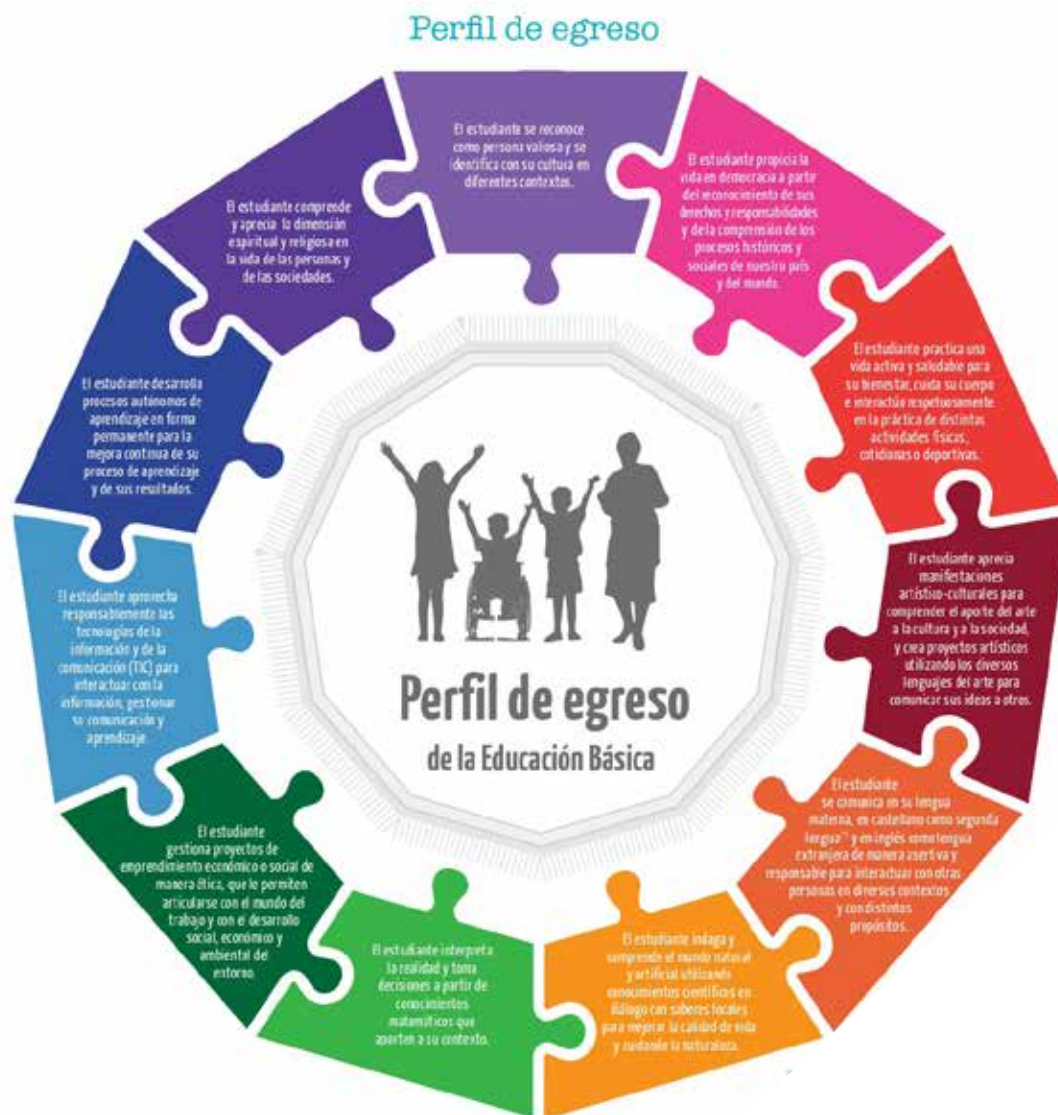 Perfil de egreso
El estudiante se reconoce
como persona valiosa y se
identifica con su cultura en
diferentes contextos.
El estudiante propicia la
vida en democracia a partir
del reconocimiento de sus
derechos y responsabilidades
y de la comprensión de los
procesos históricos y
sociales de nuestro país
y del mundo.
El estudiante practica una
vida activa y saludable para
su bienestar, cuida su cuerpo
e interactúa respetuosamente
en la práctica de distintas
actividades físicas,
cotidianas o deportivas.
El estudiante aprecia
manifestaciones
artístico-culturales para
comprender el aporte del arte
a la cultura y a la sociedad,
y crea proyectos artísticos
utilizando los diversos
lenguajes del arte para
comunicar sus ideas a otros.
El estudiante
se comunica en su lengua
materna, en castellano como segunda
lengua y en inglés como lengua
extranjera de manera asertiva y
responsable para interactuar con otras
personas en diversos contextos
y con distintos
propósitos.
El estudiante indaga y
comprende el mundo natural
y artificial utilizando
conocimientos científicos en
diálogo con saberes locales
para mejorar la calidad de vida
y cuidando la naturaleza.
El estudiante interpreta
la realidad y toma
decisiones a partir de
conocimientos
matemáticos que
aporten a su contexto.
El estudiante
gestiona proyectos de
emprendimiento económico o social de
manera ética, que le permiten
articularse con el mundo del
trabajo y con el desarrollo
social, económico y
ambiental del
entorno.
El estudiante aprovecha
responsablemente las
tecnologías de la
información y de la
comunicación (TIC) para
interactuar con la
información, gestionar
su comunicación y
aprendizaje.
El estudiante desarrolla
procesos autónomos de
aprendizaje en forma
permanente para la
mejora continua de su
proceso de aprendizaje
y de sus resultados.
El estudiante comprende
y aprecia la dimensión
espiritual y religiosa en
la vida de las personas y
de las sociedades.
Perfil de egreso
de la Educación Básica